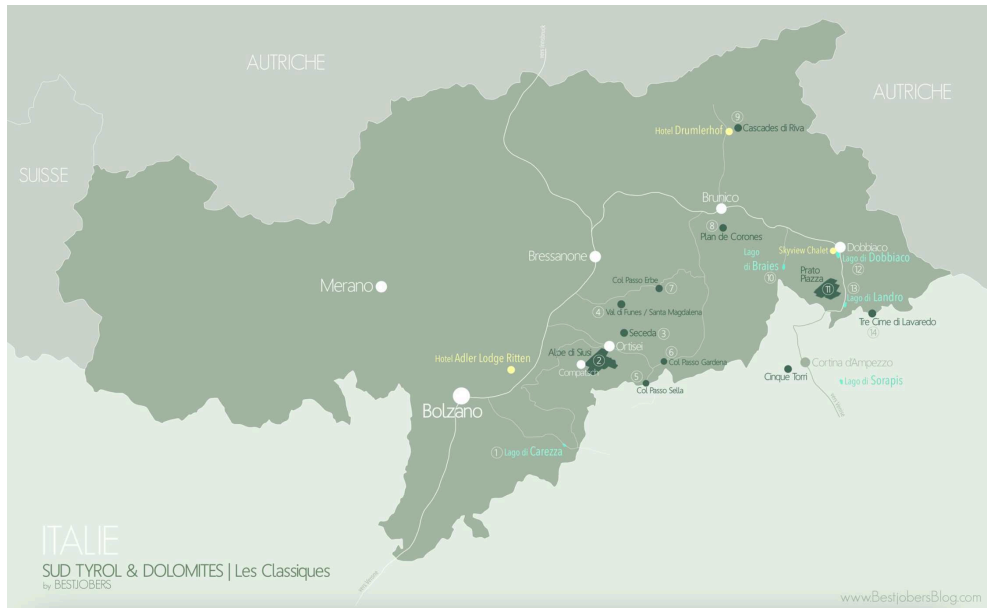 AUTRICHE
AUTRICHE
SUISSE
9
Cascades di Riva
Hotel Drumlerhof
Brunico
8
Plan de Corones
Bressanone
Skyview Chalet
Dobbiaco
Lago di Dobbiaco
12
Lago
di Braies
10
Prato
Piazza
11
13
Lago di Landro
Merano
Col Passo Erbe
7
4
Val di Funes / Santa Magdalena
Tre Cime di Lavaredo
14
Seceda
3
Ortisei
Alpe di Siusi
2
Hotel Adler Lodge Ritten
6
Col Passo Gardena
5
Col Passo Sella
Cortina d'Ampezzo
Cinque Torri
Lago di Sorapis
Bolzano
1
Lago di Carezza
ITALIE
SUD TYROL & DOLOMITES | Les Classiques
by BESTJOBERS
www.BestjobersBlog.com